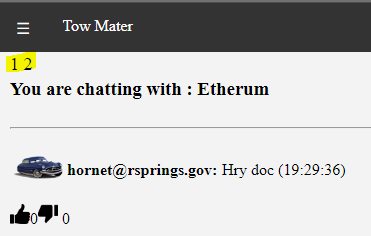 ☰ Tow Mater
1 2
You are chatting with : Etherum
hornet@rsprings.gov: Hry doc (19:29:36)
0 0